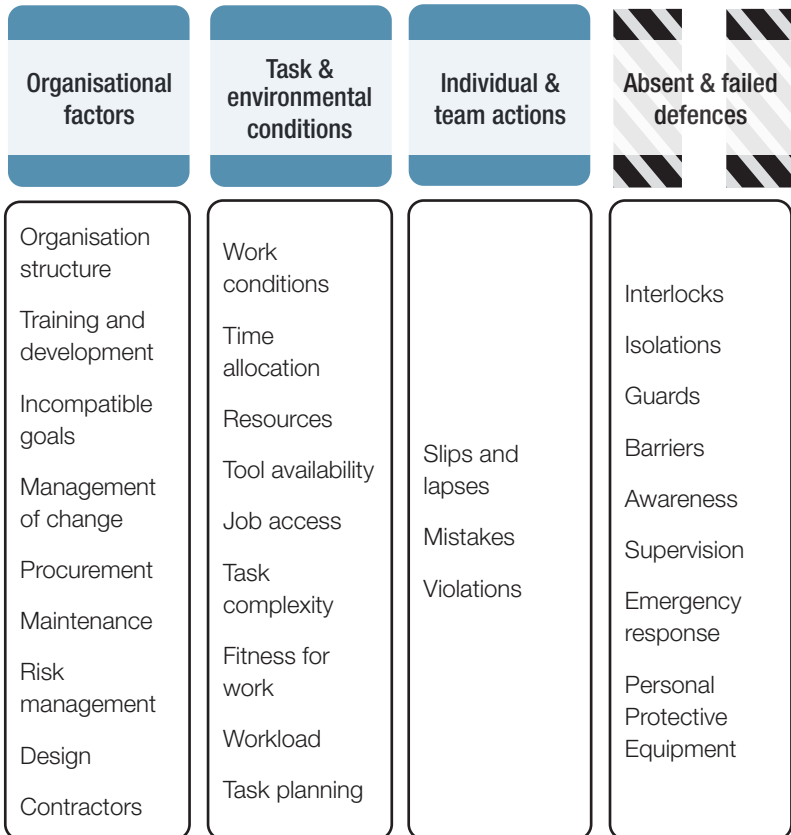 Organisational
factors
Task &
environmental
conditions
Individual &
team actions
Absent & failed
defences
Organisation
structure
Training and
development
Incompatible
goals
Management
of change
Procurement
Maintenance
Risk
management
Design
Contractors
Work
conditions
Time
allocation
Resources
Tool availability
Job access
Task
complexity
Fitness for
work
Workload
Task planning
Slips and
lapses
Mistakes
Violations
Interlocks
Isolations
Guards
Barriers
Awareness
Supervision
Emergency
response
Personal
Protective
Equipment